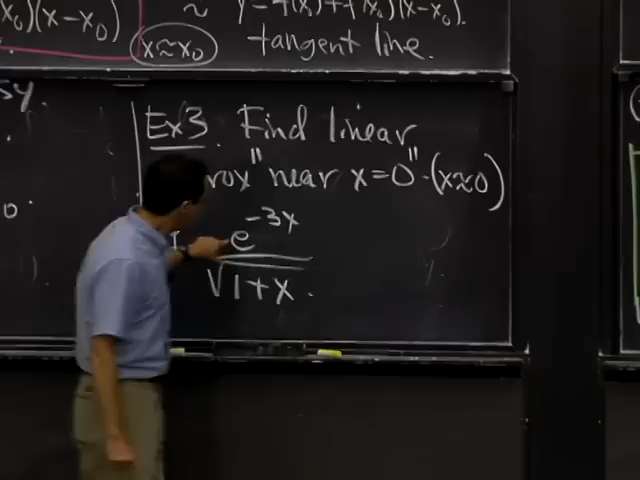 x₀)(x-x₀)
x≈x₀
~ y = f(x₀) + f'(x₀)(x-x₀).
tangent line.
Ex3. Find linear
rox near "x=0" (x≈0)
e^{-3x}
√1+x.